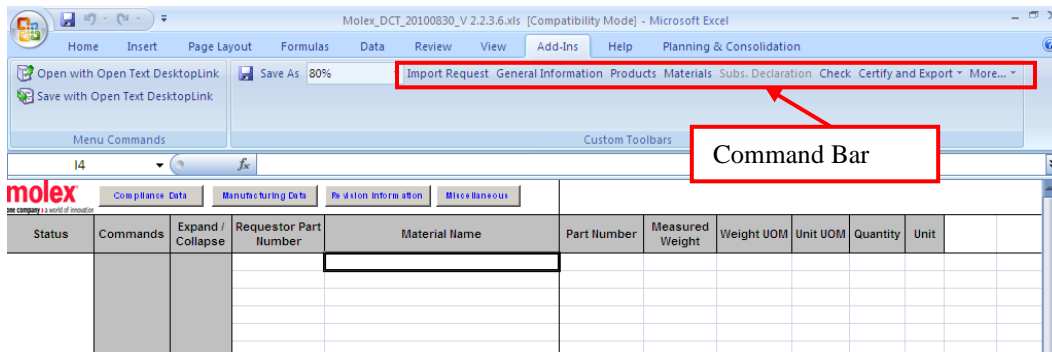 Molex_DCT_20100830_V 2.2.3.6.xls [Compatibility Mode] - Microsoft Excel
Home Insert Page Layout Formulas Data Review View Add-Ins Help Planning & Consolidation
Open with Open Text DesktopLink Save As 80% Import Request General Information Products Materials Subs. Declaration Check Certify and Export More...
Save with Open Text DesktopLink
Menu Commands Custom Toolbars
Command Bar
I4 fx
molex Compliance Data Manufacturing Data Revision Information Miscellaneous
one company > a world of innovation
Status Commands Expand / Collapse Requestor Part Number Material Name Part Number Measured Weight Weight UOM Unit UOM Quantity Unit